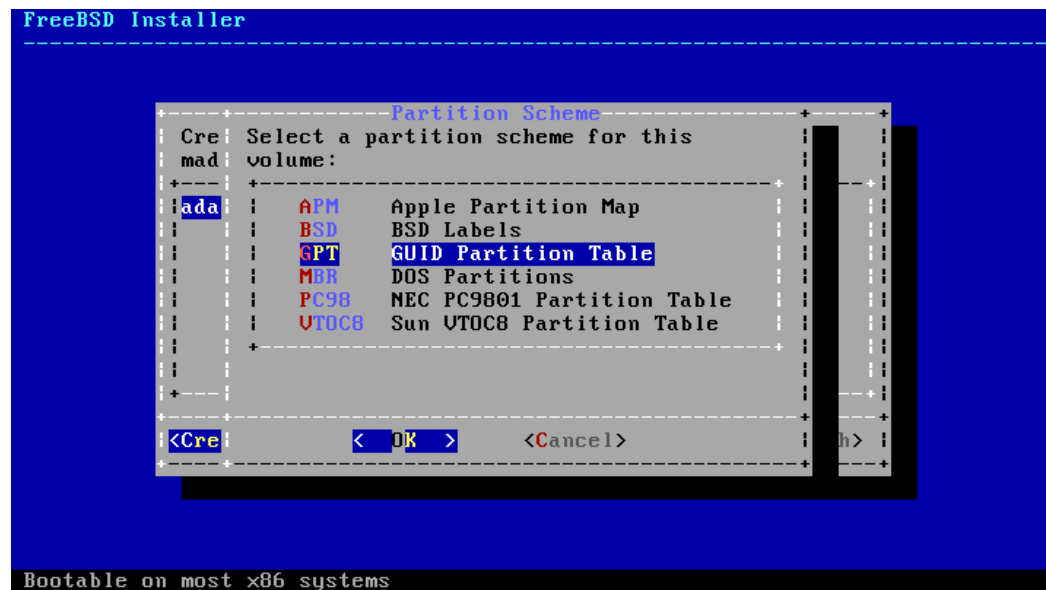 FreeBSD Installer
Partition Scheme
Cre Select a partition scheme for this
mad volume:
ada APM Apple Partition Map
BSD BSD Labels
GPT GUID Partition Table
MBR DOS Partitions
PC98 NEC PC9801 Partition Table
VTOC8 Sun VTOC8 Partition Table
<Cre < OK > <Cancel> h>
Bootable on most x86 systems